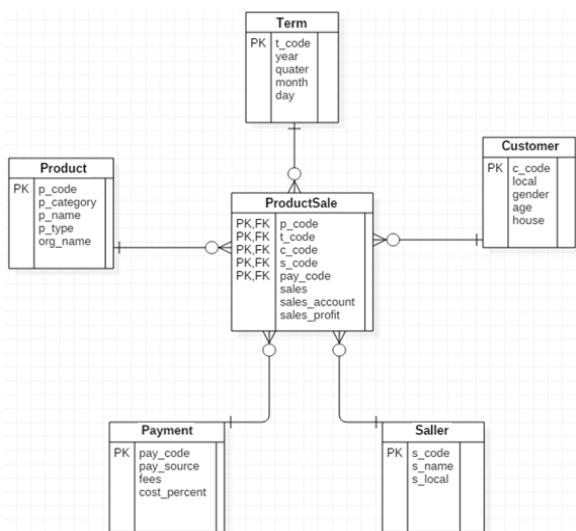 Term
PK t_code
year
quater
month
day
Customer
PK c_code
local
gender
age
house
Product
PK p_code
p_category
p_name
p_type
org_name
ProductSale
PK,FK p_code
PK,FK t_code
PK,FK c_code
PK,FK s_code
PK,FK pay_code
sales
sales_account
sales_profit
Payment
PK pay_code
pay_source
fees
cost_percent
Saller
PK s_code
s_name
s_local